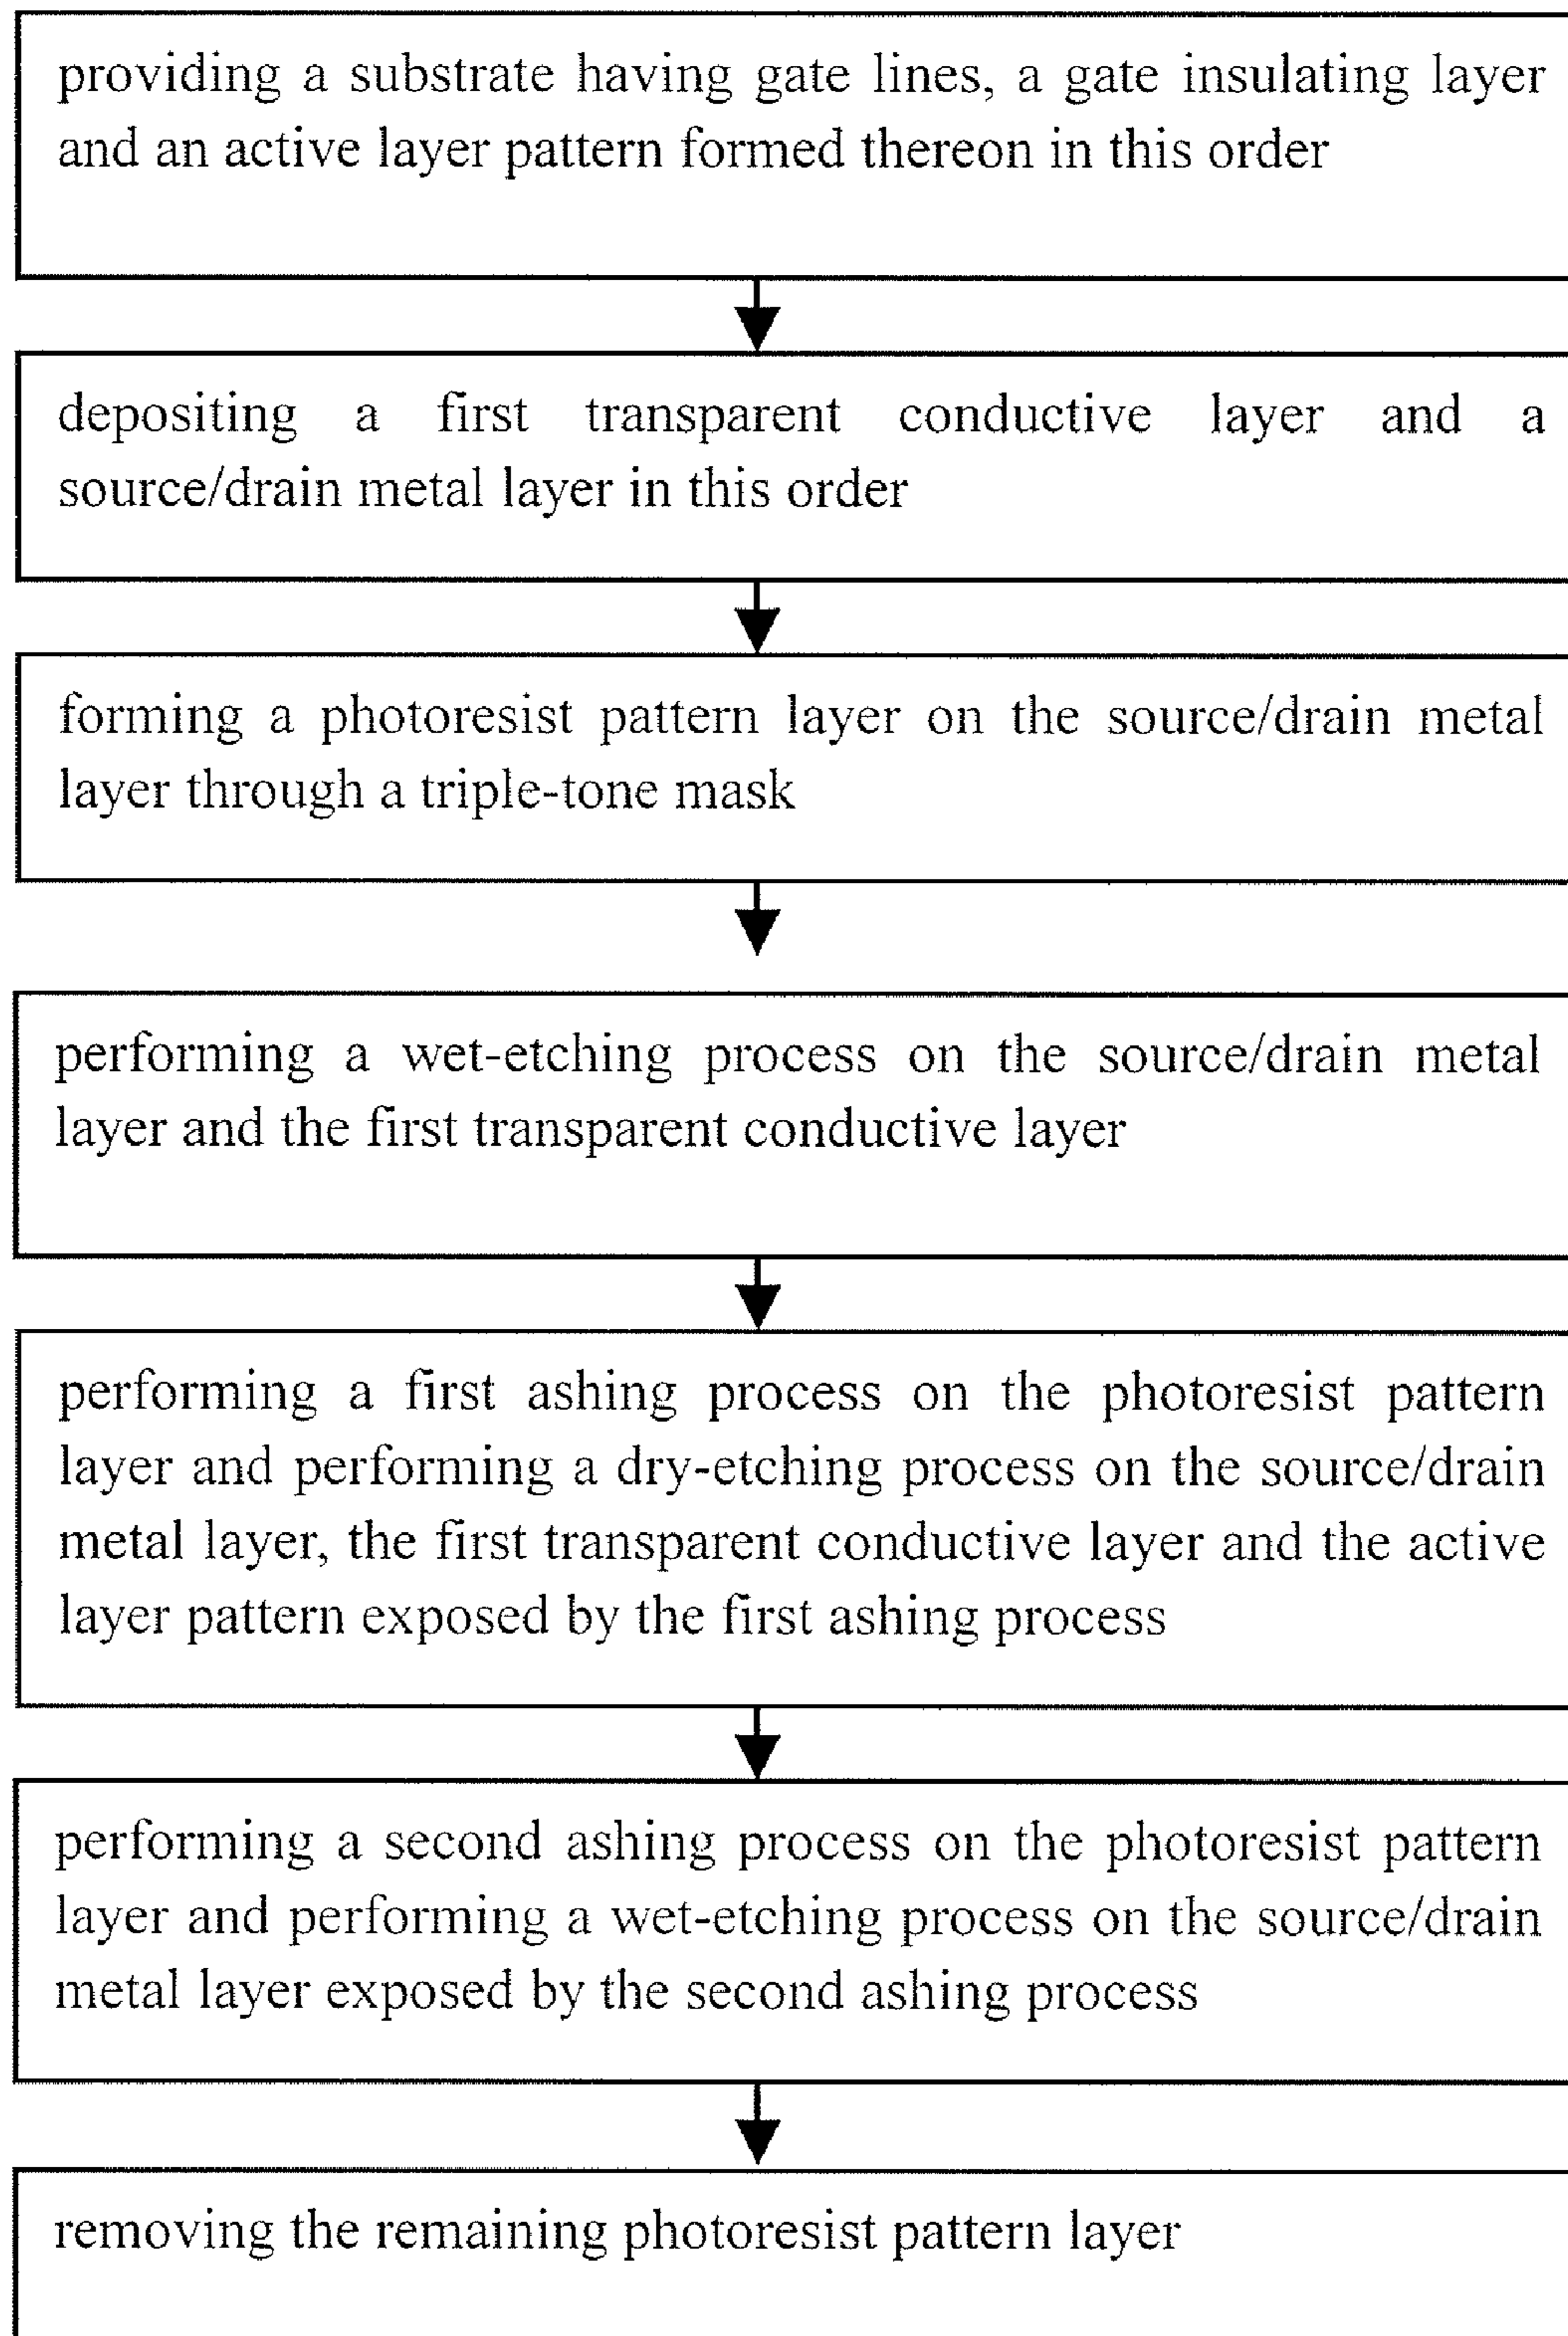 providing a substrate having gate lines, a gate insulating layer
and an active layer pattern formed thereon in this order
depositing a first transparent conductive layer and a
source/drain metal layer in this order
forming a photoresist pattern layer on the source/drain metal
layer through a triple-tone mask
performing a wet-etching process on the source/drain metal
layer and the first transparent conductive layer
performing a first ashing process on the photoresist pattern
layer and performing a dry-etching process on the source/drain
metal layer, the first transparent conductive layer and the active
layer pattern exposed by the first ashing process
performing a second ashing process on the photoresist pattern
layer and performing a wet-etching process on the source/drain
metal layer exposed by the second ashing process
removing the remaining photoresist pattern layer